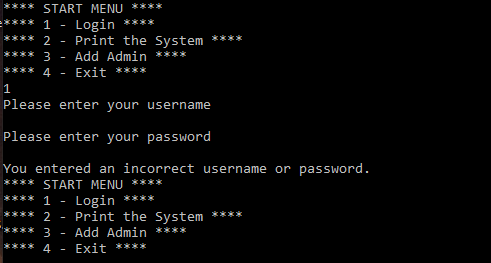 **** START MENU ****
**** 1 - Login ****
**** 2 - Print the System ****
**** 3 - Add Admin ****
**** 4 - Exit ****
1
Please enter your username
Please enter your password
You entered an incorrect username or password.
**** START MENU ****
**** 1 - Login ****
**** 2 - Print the System ****
**** 3 - Add Admin ****
**** 4 - Exit ****